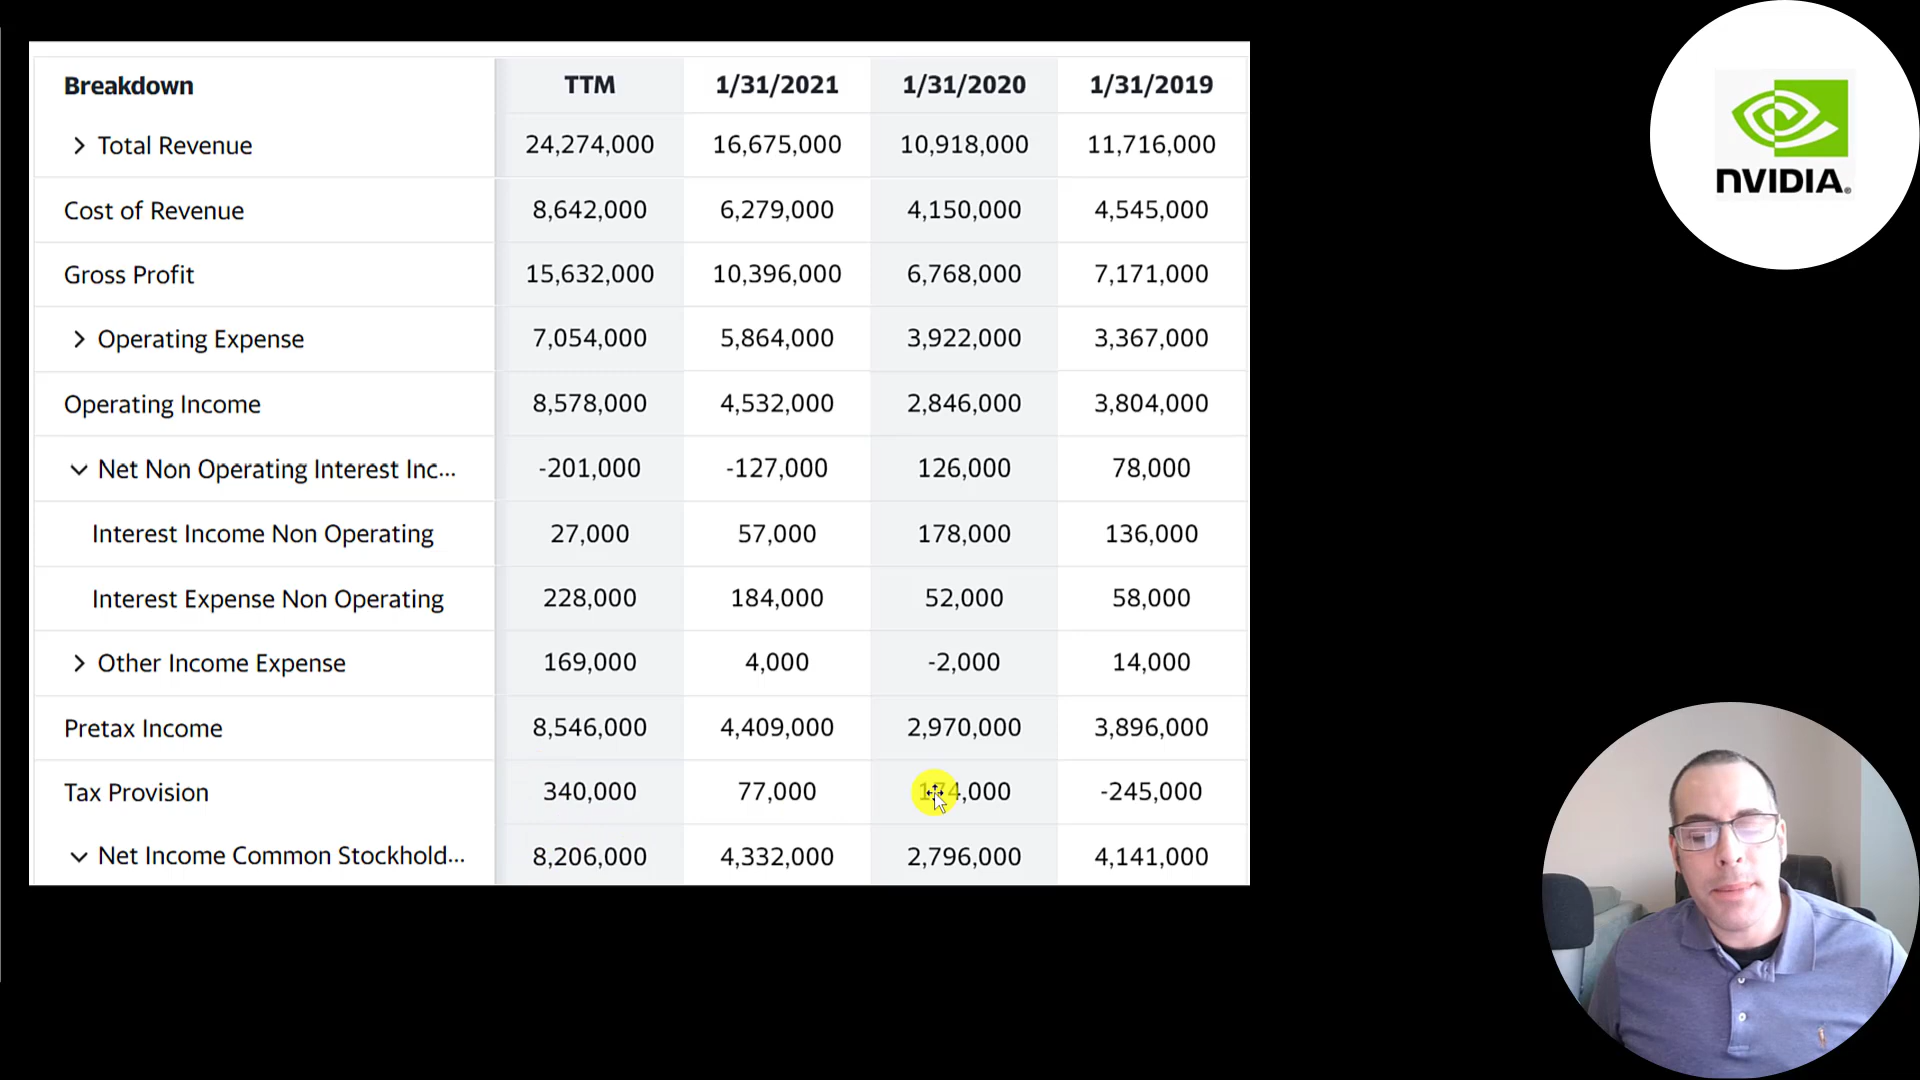 Breakdown TTM 1/31/2021 1/31/2020 1/31/2019
Total Revenue 24,274,000 16,675,000 10,918,000 11,716,000
Cost of Revenue 8,642,000 6,279,000 4,150,000 4,545,000
Gross Profit 15,632,000 10,396,000 6,768,000 7,171,000
Operating Expense 7,054,000 5,864,000 3,922,000 3,367,000
Operating Income 8,578,000 4,532,000 2,846,000 3,804,000
Net Non Operating Interest Inc... -201,000 -127,000 126,000 78,000
Interest Income Non Operating 27,000 57,000 178,000 136,000
Interest Expense Non Operating 228,000 184,000 52,000 58,000
Other Income Expense 169,000 4,000 -2,000 14,000
Pretax Income 8,546,000 4,409,000 2,970,000 3,896,000
Tax Provision 340,000 77,000 174,000 -245,000
Net Income Common Stockhold... 8,206,000 4,332,000 2,796,000 4,141,000
NVIDIA.